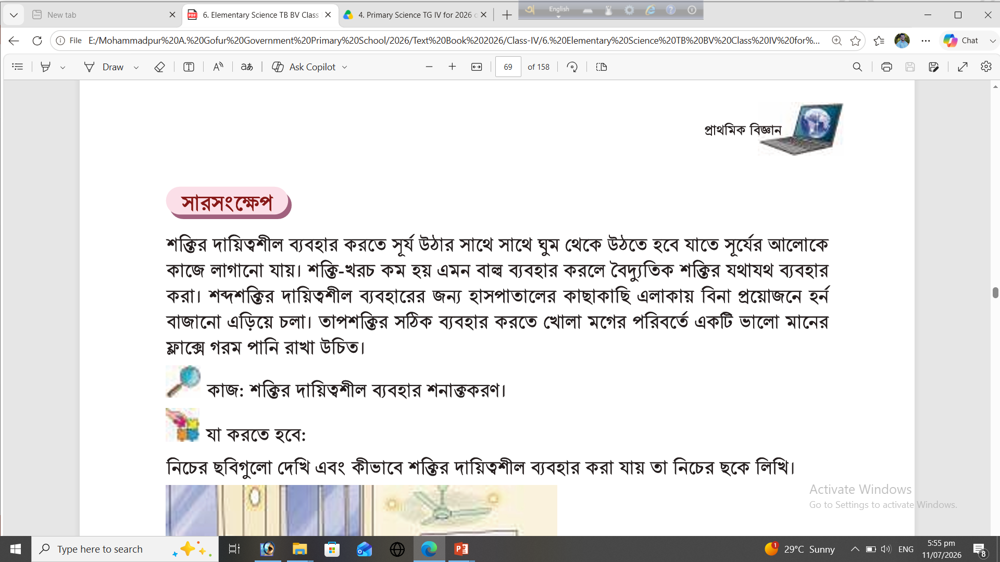 New tab
6. Elementary Science TB BV Class
4. Primary Science TG IV for 2026
English
File E:/Mohammadpur%20A.%20Gofur%20Government%20Primary%20School/2026/Text%20Book%202026/Class-IV/6.%20Elementary%20Science%20TB%20BV%20Class%20IV%20for%...
Chat
Draw
Ask Copilot
69 of 158
প্রাথমিক বিজ্ঞান
সারসংক্ষেপ
শক্তির দায়িত্বশীল ব্যবহার করতে সূর্য উঠার সাথে সাথে ঘুম থেকে উঠতে হবে যাতে সূর্যের আলোকে
কাজে লাগানো যায়। শক্তি-খরচ কম হয় এমন বাল্ব ব্যবহার করলে বৈদ্যুতিক শক্তির যথাযথ ব্যবহার
করা। শব্দশক্তির দায়িত্বশীল ব্যবহারের জন্য হাসপাতালের কাছাকাছি এলাকায় বিনা প্রয়োজনে হর্ন
বাজানো এড়িয়ে চলা। তাপশক্তির সঠিক ব্যবহার করতে খোলা মগের পরিবর্তে একটি ভালো মানের
ফ্লাক্সে গরম পানি রাখা উচিত।
কাজ: শক্তির দায়িত্বশীল ব্যবহার শনাক্তকরণ।
যা করতে হবে:
নিচের ছবিগুলো দেখি এবং কীভাবে শক্তির দায়িত্বশীল ব্যবহার করা যায় তা নিচের ছকে লিখি।
Activate Windows
Go to Settings to activate Windows.
Type here to search
1
29°C Sunny
ENG
5:55 pm
11/07/2026
8